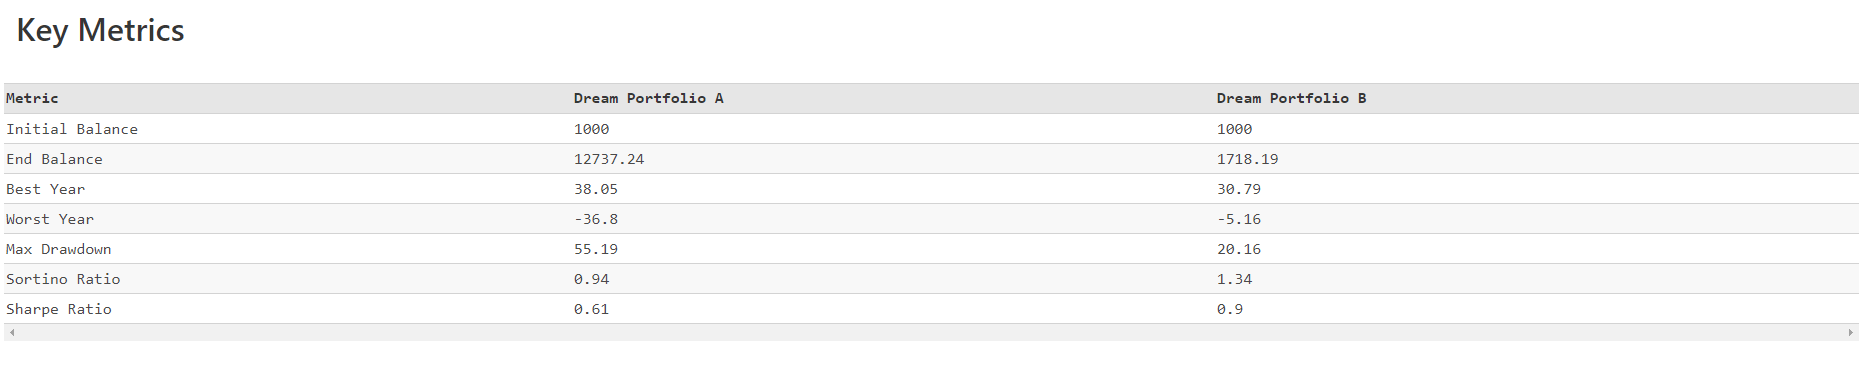 Key Metrics
Metric Dream Portfolio A Dream Portfolio B
Initial Balance 1000 1000
End Balance 12737.24 1718.19
Best Year 38.05 30.79
Worst Year -36.8 -5.16
Max Drawdown 55.19 20.16
Sortino Ratio 0.94 1.34
Sharpe Ratio 0.61 0.9